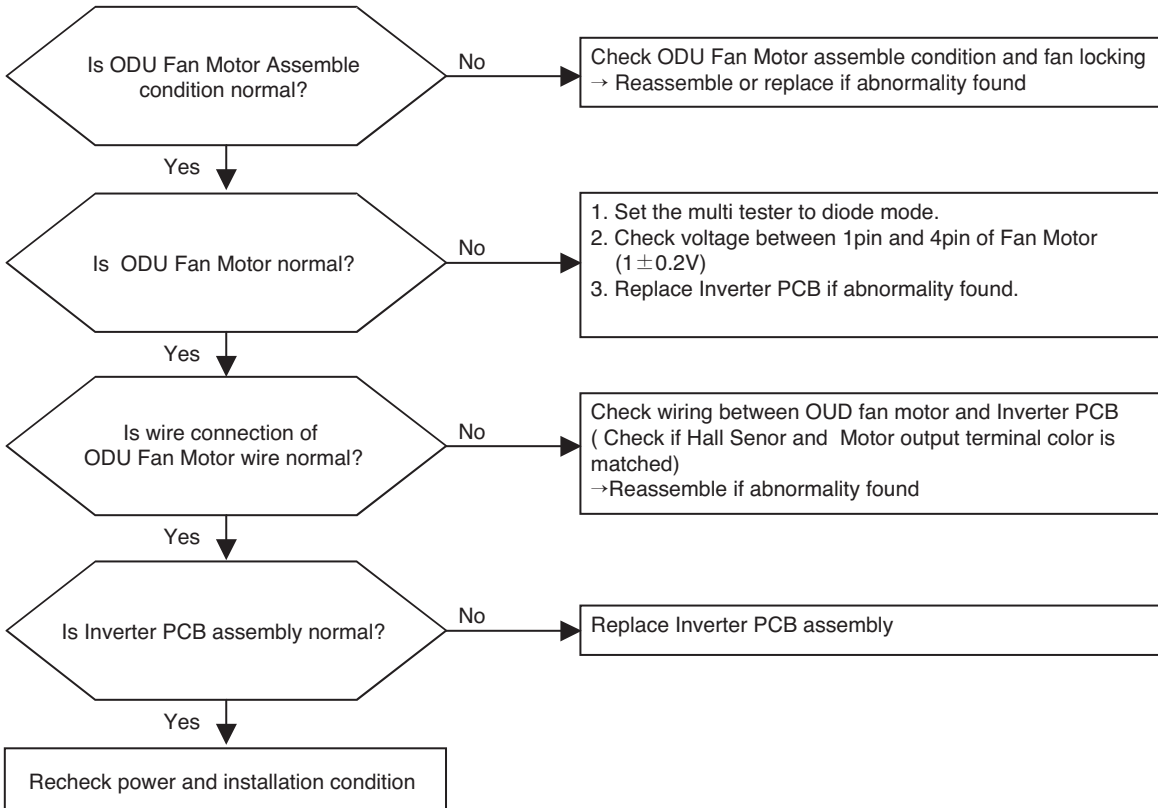 Is ODU Fan Motor Assemble
condition normal?
No
Check ODU Fan Motor assemble condition and fan locking
→ Reassemble or replace if abnormality found
Yes
Is ODU Fan Motor normal?
No
1. Set the multi tester to diode mode.
2. Check voltage between 1pin and 4pin of Fan Motor
(1±0.2V)
3. Replace Inverter PCB if abnormality found.
Yes
Is wire connection of
ODU Fan Motor wire normal?
No
Check wiring between OUD fan motor and Inverter PCB
( Check if Hall Senor and Motor output terminal color is
matched)
→Reassemble if abnormality found
Yes
Is Inverter PCB assembly normal?
No
Replace Inverter PCB assembly
Yes
Recheck power and installation condition